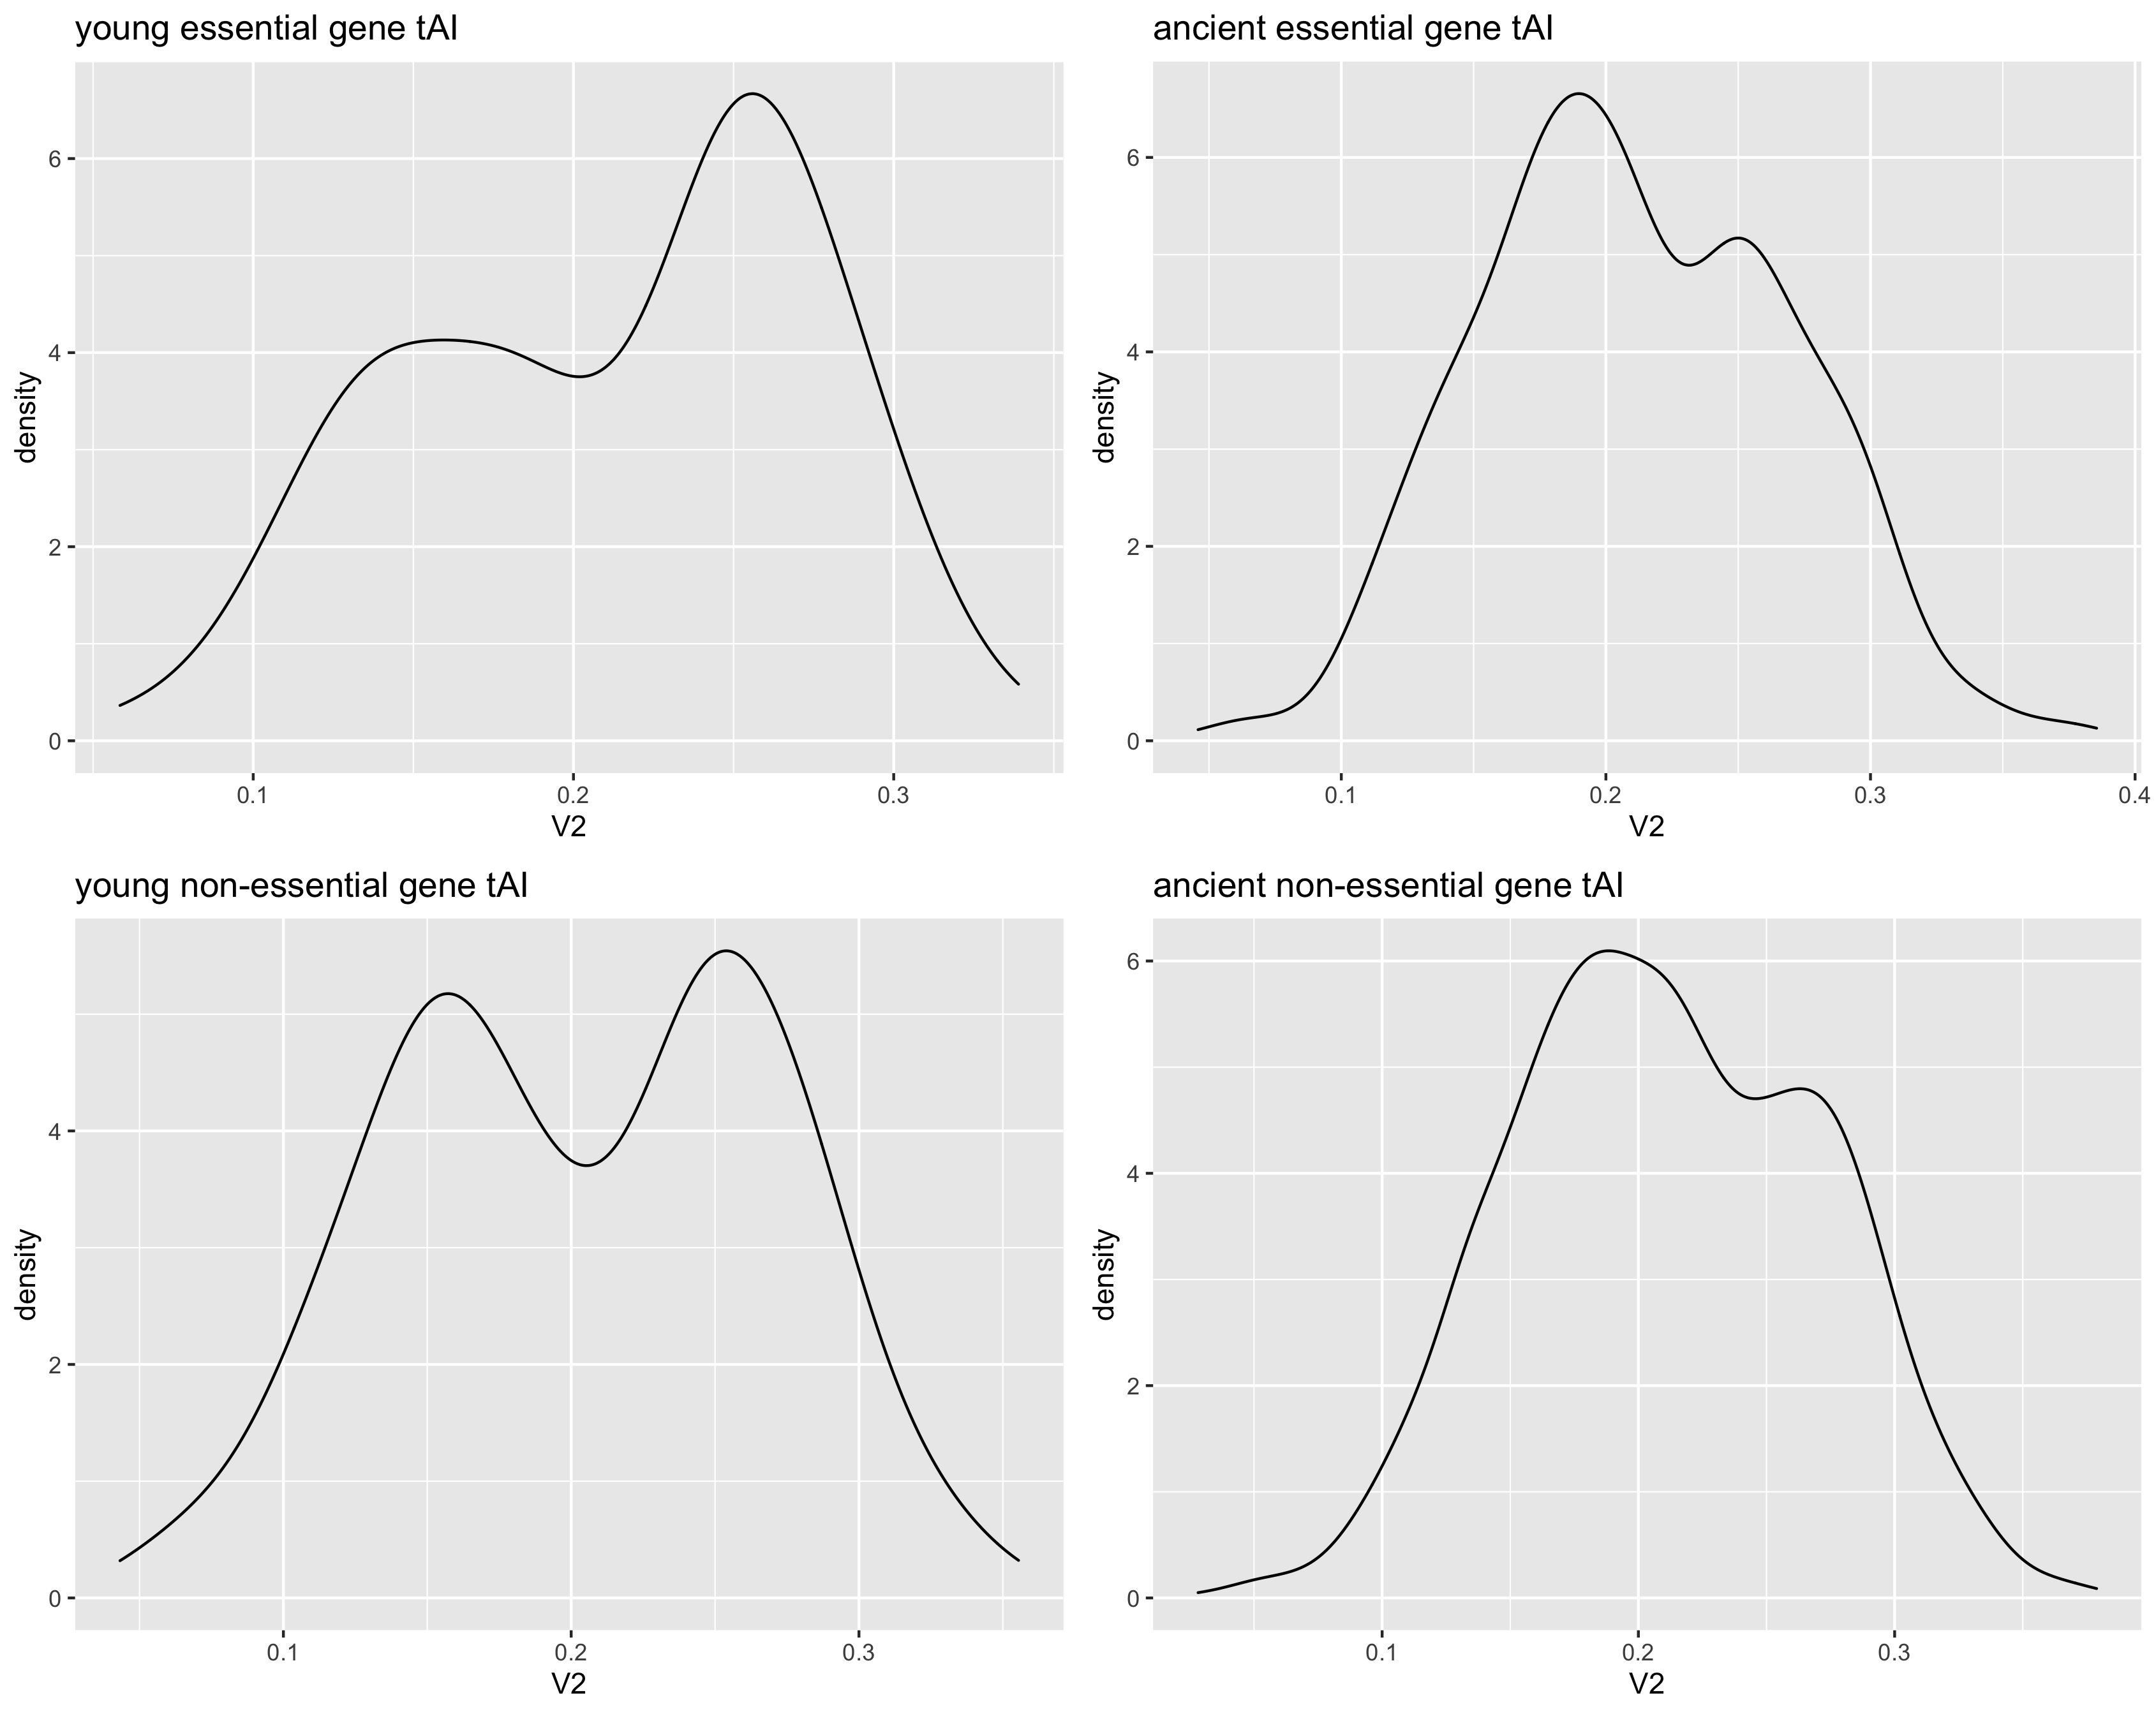 young essential gene tAI
density
6
4
2
0
0.1 0.2 0.3
V2
ancient essential gene tAI
density
6
4
2
0
0.1 0.2 0.3 0.4
V2
young non-essential gene tAI
density
4
2
0
0.1 0.2 0.3
V2
ancient non-essential gene tAI
density
6
4
2
0
0.1 0.2 0.3
V2